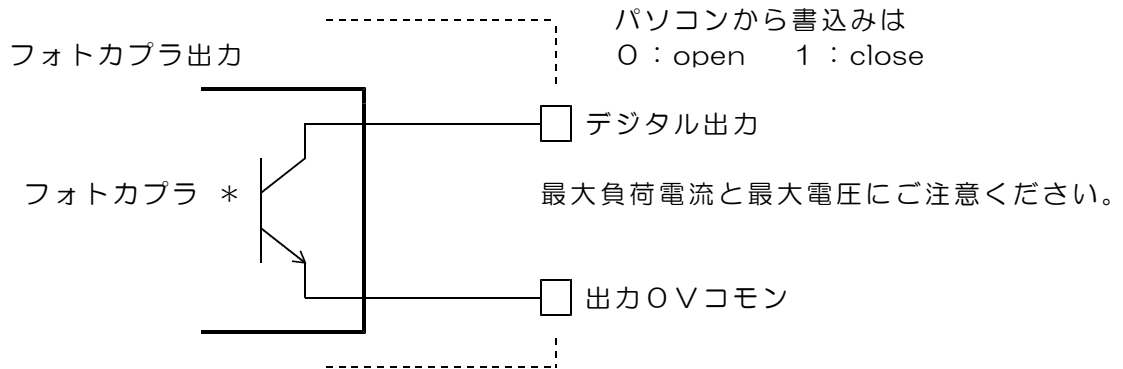 パソコンから書込みは
フォトカプラ出力
０：open　１：close
デジタル出力
フォトカプラ ＊
最大負荷電流と最大電圧にご注意ください。
出力０Ｖコモン